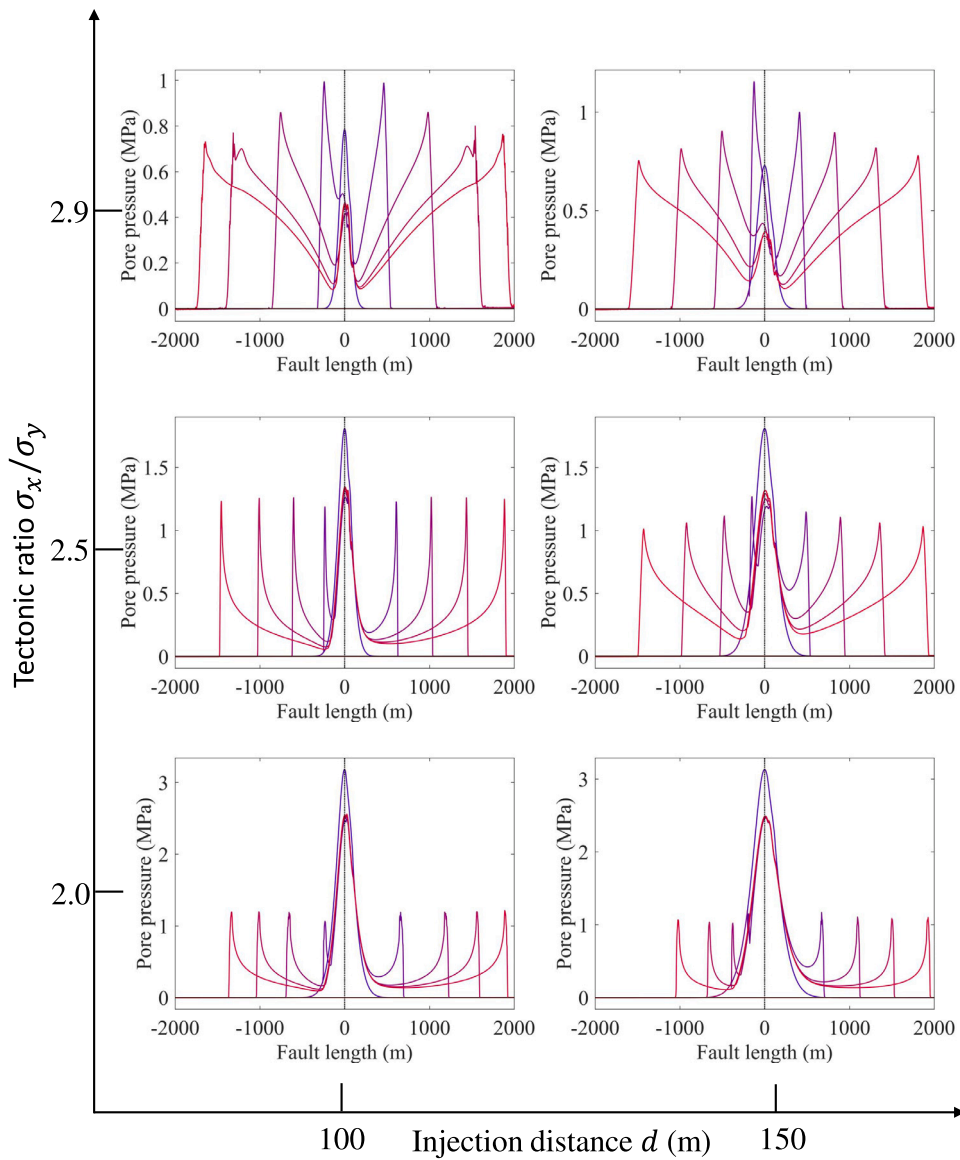 Tectonic ratio σx/σy
2.9
2.5
2.0
Pore pressure (MPa)
1
0.8
0.6
0.4
0.2
0
-2000 -1000 0 1000 2000
Fault length (m)
Pore pressure (MPa)
1
0.5
0
-2000 -1000 0 1000 2000
Fault length (m)
Pore pressure (MPa)
1.5
1
0.5
0
-2000 -1000 0 1000 2000
Fault length (m)
Pore pressure (MPa)
1.5
1
0.5
0
-2000 -1000 0 1000 2000
Fault length (m)
Pore pressure (MPa)
3
2
1
0
-2000 -1000 0 1000 2000
Fault length (m)
Pore pressure (MPa)
3
2
1
0
-2000 -1000 0 1000 2000
Fault length (m)
100 Injection distance d (m) 150